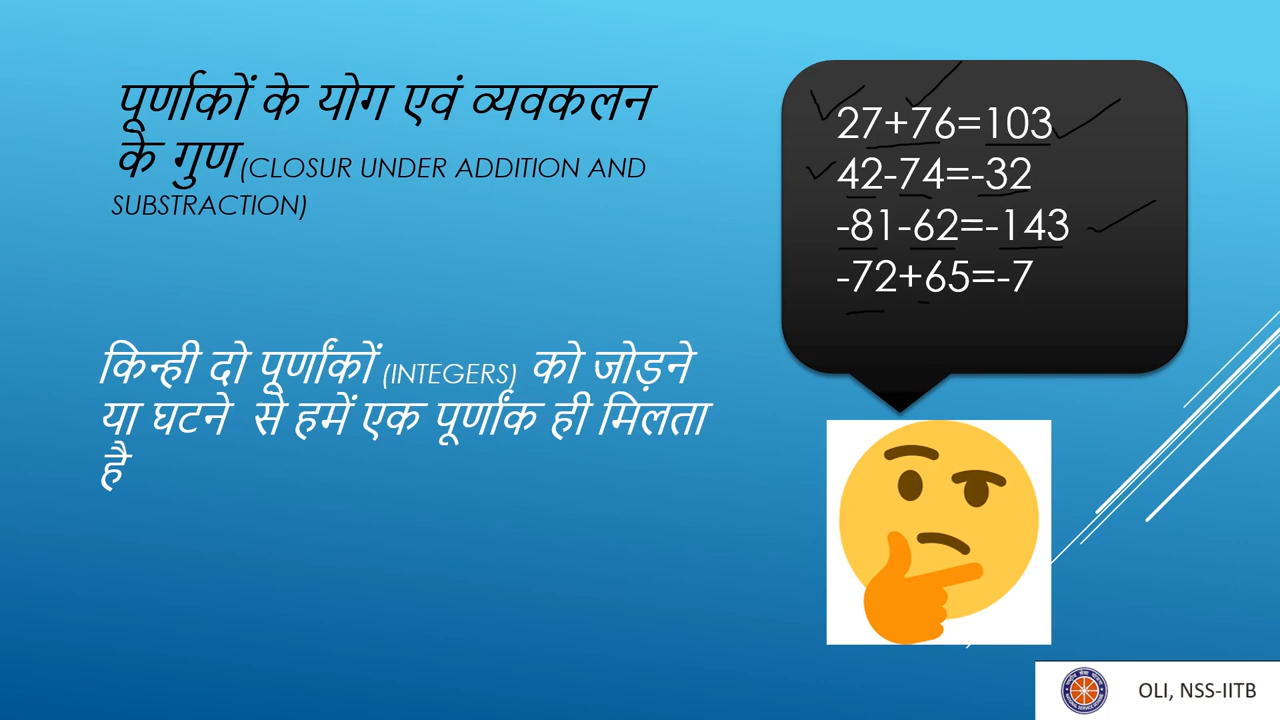 पूर्णाकों के योग एवं व्यवकलन
के गुण(CLOSUR UNDER ADDITION AND
SUBSTRACTION)
किन्ही दो पूर्णांकों (INTEGERS) को जोड़ने
या घटने से हमें एक पूर्णांक ही मिलता
है
27+76=103
42-74=-32
-81-62=-143
-72+65=-7
OLI, NSS-IITB